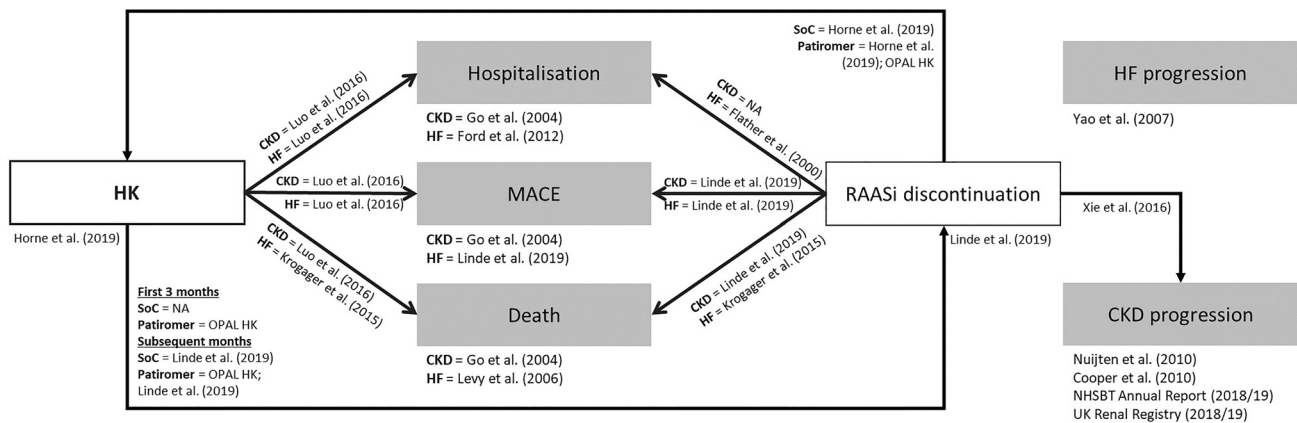 SoC = Horne et al. (2019)
Patiromer = Horne et al.
(2019); OPAL HK
Hospitalisation
CKD = Go et al. (2004)
HF = Ford et al. (2012)
HF progression
Yao et al. (2007)
CKD = Luo et al. (2016)
HF = Luo et al. (2016)
CKD = NA
HF = Flather et al. (2000)
HK
Horne et al. (2019)
CKD = Luo et al. (2016)
HF = Luo et al. (2016)
MACE
CKD = Go et al. (2004)
HF = Linde et al. (2019)
CKD = Linde et al. (2019)
HF = Linde et al. (2019)
RAASi discontinuation
Linde et al. (2019)
Xie et al. (2016)
CKD = Luo et al. (2016)
HF = Krogager et al. (2015)
CKD = Linde et al. (2019)
HF = Krogager et al. (2015)
First 3 months
SoC = NA
Patiromer = OPAL HK
Subsequent months
SoC = Linde et al. (2019)
Patiromer = OPAL HK;
Linde et al. (2019)
Death
CKD = Go et al. (2004)
HF = Levy et al. (2006)
CKD progression
Nuijten et al. (2010)
Cooper et al. (2010)
NHSBT Annual Report (2018/19)
UK Renal Registry (2018/19)